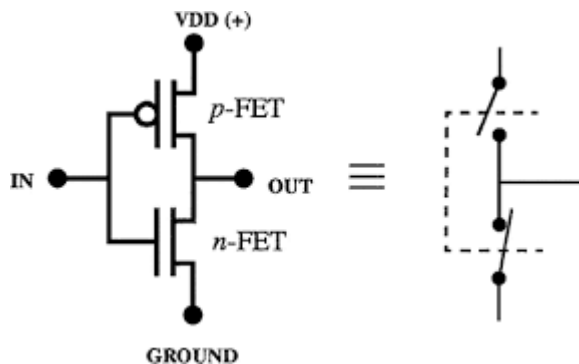 VDD (+)
p-FET
IN
OUT
n-FET
GROUND